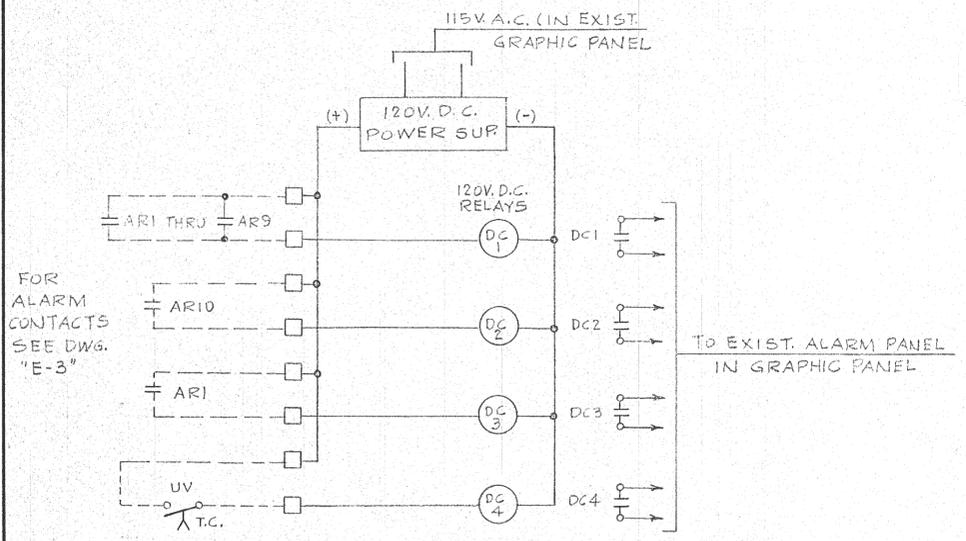 115V. A.C. (IN EXIST.
GRAPHIC PANEL
(+)
120V. D.C.
POWER SUP.
(-)
120V. D.C.
RELAYS
AR1 THRU AR9
DC
1
DC1
FOR
ALARM
CONTACTS
SEE DWG.
"E-3"
AR10
DC
2
DC2
TO EXIST. ALARM PANEL
IN GRAPHIC PANEL
AR1
DC
3
DC3
UV
T.C.
DC
4
DC4